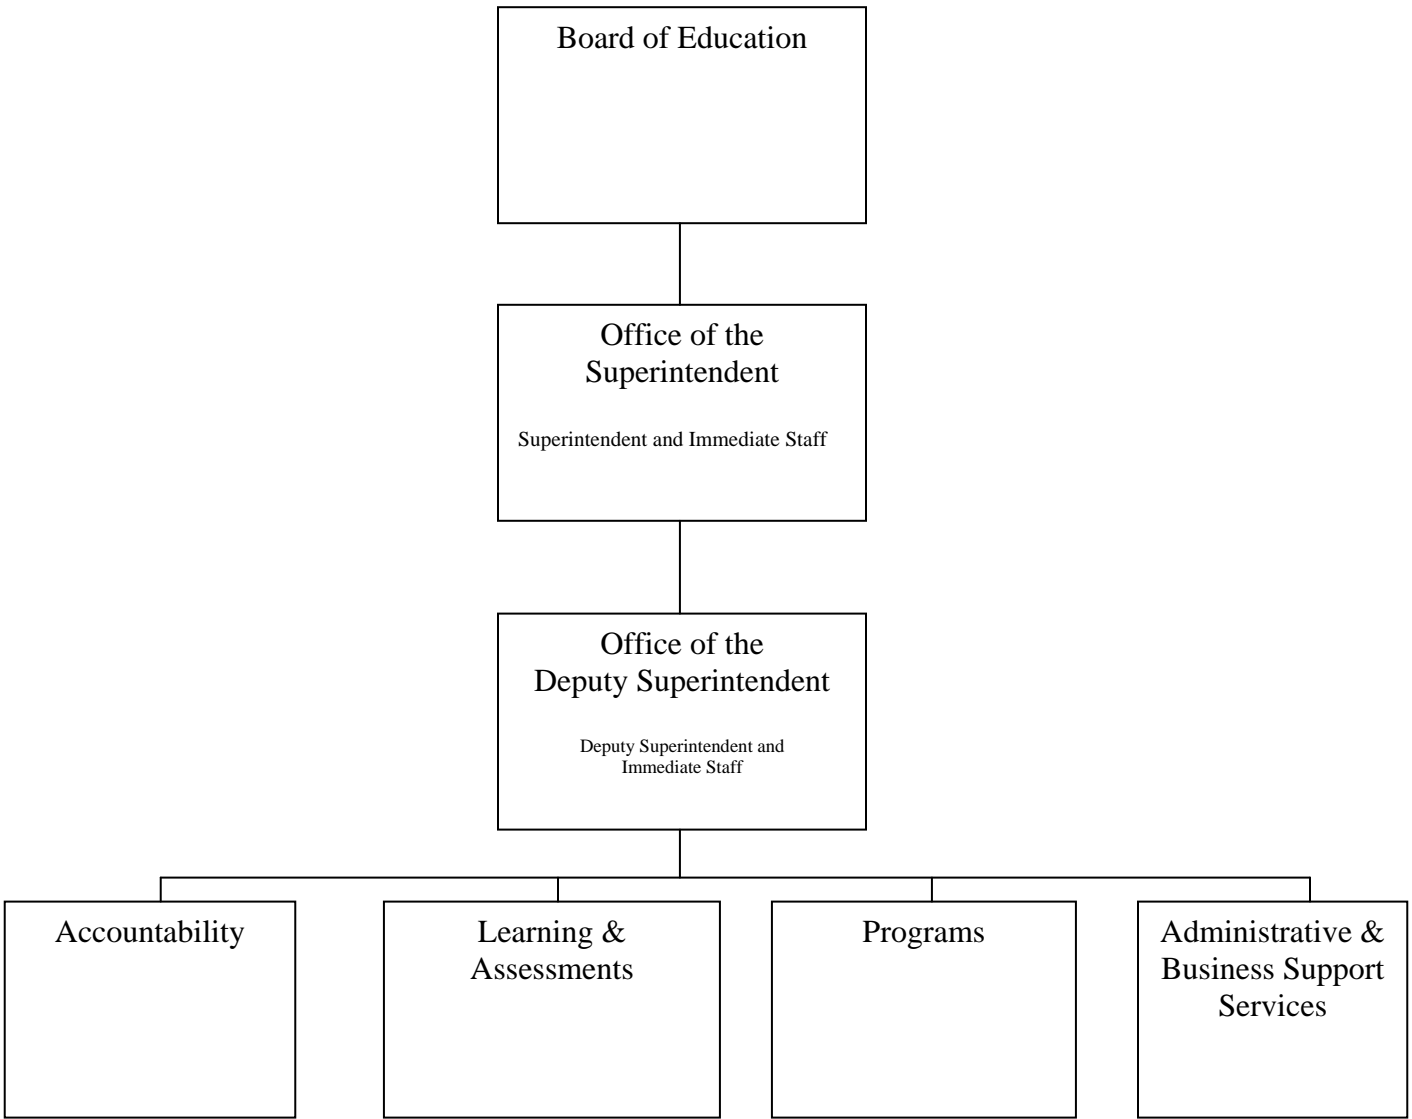 Board of Education
Office of the
Superintendent
Superintendent and Immediate Staff
Office of the
Deputy Superintendent
Deputy Superintendent and
Immediate Staff
Accountability
Learning &
Assessments
Programs
Administrative &
Business Support
Services